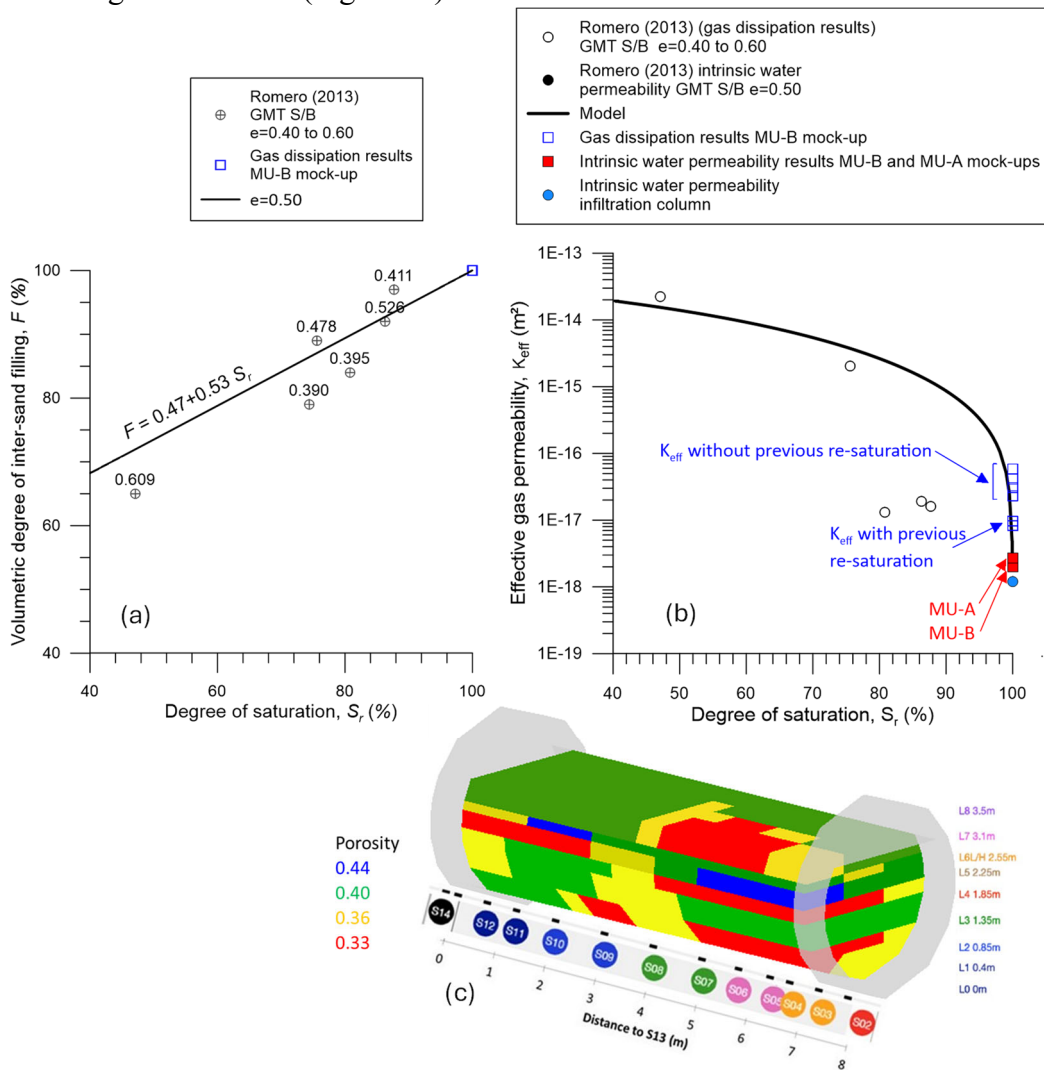 Romero (2013)
GMT S/B
e=0.40 to 0.60
Gas dissipation results
MU-B mock-up
e=0.50
Romero (2013) (gas dissipation results)
GMT S/B e=0.40 to 0.60
Romero (2013) intrinsic water
permeability GMT S/B e=0.50
Model
Gas dissipation results MU-B mock-up
Intrinsic water permeability results MU-B and MU-A mock-ups
Intrinsic water permeability
infiltration column
Volumetric degree of inter-sand filling, F (%)
100
80
60
40
0.411
0.526
0.478
0.395
0.390
0.609
F = 0.47+0.53 Sr
(a)
40
60
80
100
Degree of saturation, Sr (%)
Effective gas permeability, Keff (m²)
1E-13
1E-14
1E-15
1E-16
1E-17
1E-18
1E-19
Keff without previous re-saturation
Keff with previous
re-saturation
MU-A
MU-B
(b)
40
50
60
70
80
90
100
Degree of saturation, Sr (%)
Porosity
0.44
0.40
0.36
0.33
L8 3.5m
L7 3.1m
L6L/H 2.55m
L5 2.25m
L4 1.85m
L3 1.35m
L2 0.85m
L1 0.4m
L0 0m
S14
S12
S11
S10
S09
S08
S07
S06
S05
S04
S03
S02
0
1
2
3
4
5
6
7
8
Distance to S13 (m)
(c)